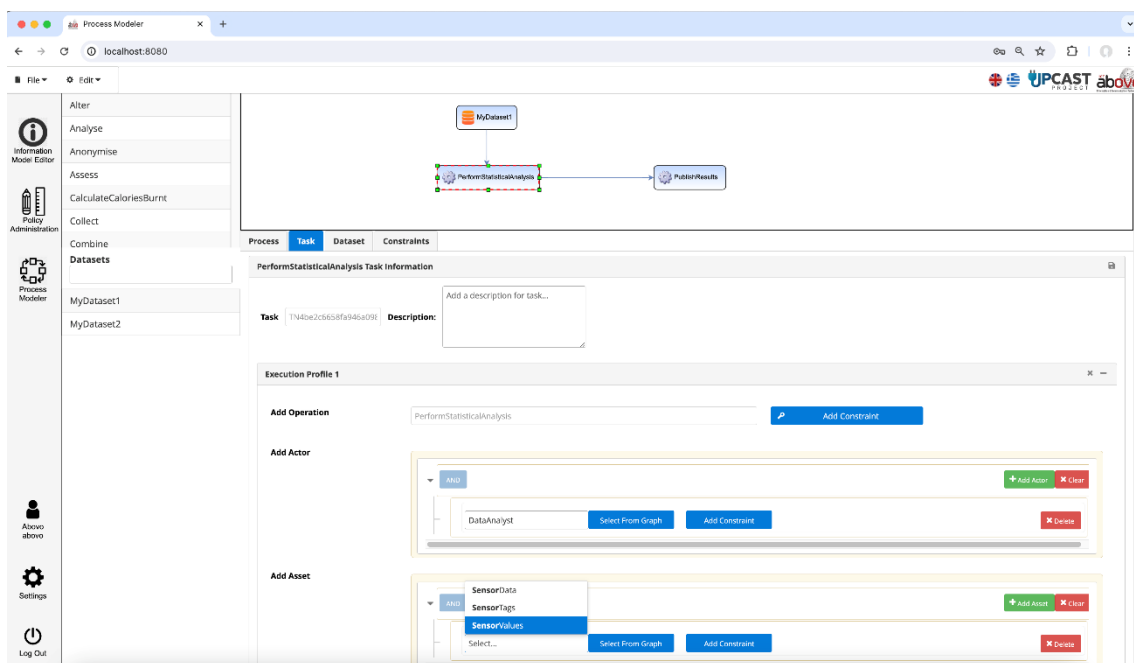 Process Modeler
localhost:8080
File Edit
UPCAST
PROJECT
abovo
Information
Model Editor
Policy
Administration
Process
Modeler
Abovo
abovo
Settings
Log Out
Alter
Analyse
Anonymise
Assess
CalculateCaloriesBurnt
Collect
Combine
Datasets
MyDataset1
MyDataset2
MyDataset1
PerformStatisticalAnalysis
PublishResults
Process Task Dataset Constraints
PerformStatisticalAnalysis Task Information
Add a description for task...
Task TN4be2c6658fa946a09 Description:
Execution Profile 1
Add Operation PerformStatisticalAnalysis Add Constraint
Add Actor
AND Add Actor Clear
DataAnalyst Select From Graph Add Constraint Delete
Add Asset
SensorData
SensorTags
SensorValues
AND Add Asset Clear
Select... Select From Graph Add Constraint Delete